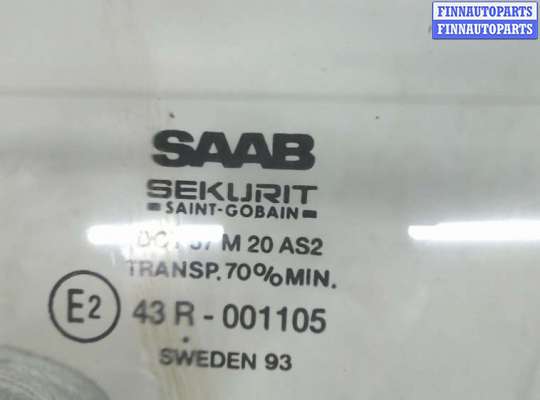 FINNAUTOPARTS
FINNAUTOPARTS
SAAB
SEKURIT
SAINT-GOBAIN
M 20 AS2
TRANSP. 70% MIN.
E2 43 R - 001105
SWEDEN 93